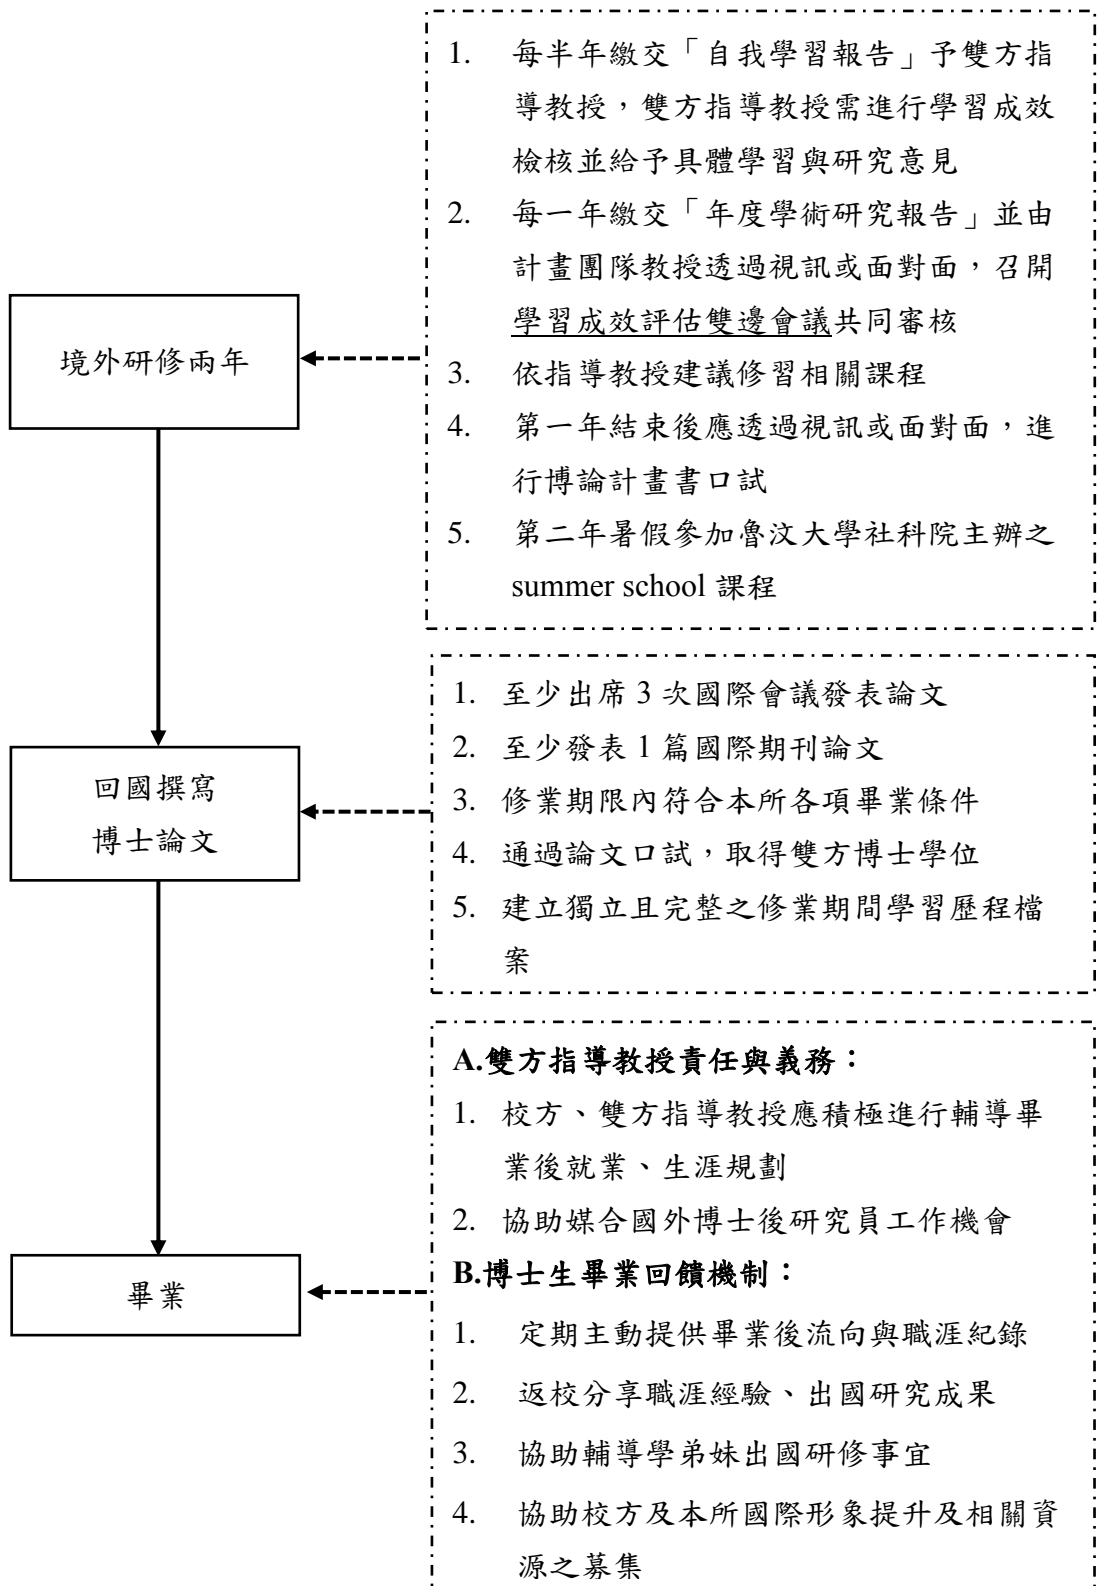 1. 每半年繳交「自我學習報告」予雙方指
導教授，雙方指導教授需進行學習成效
檢核並給予具體學習與研究意見
2. 每一年繳交「年度學術研究報告」並由
計畫團隊教授透過視訊或面對面，召開
學習成效評估雙邊會議共同審核
3. 依指導教授建議修習相關課程
4. 第一年結束後應透過視訊或面對面，進
行博論計畫書口試
5. 第二年暑假參加魯汶大學社科院主辦之
summer school 課程
境外研修兩年
1. 至少出席 3 次國際會議發表論文
2. 至少發表 1 篇國際期刊論文
3. 修業期限內符合本所各項畢業條件
4. 通過論文口試，取得雙方博士學位
5. 建立獨立且完整之修業期間學習歷程檔
案
回國撰寫
博士論文
A.雙方指導教授責任與義務：
1. 校方、雙方指導教授應積極進行輔導畢
業後就業、生涯規劃
2. 協助媒合國外博士後研究員工作機會
B.博士生畢業回饋機制：
1. 定期主動提供畢業後流向與職涯紀錄
2. 返校分享職涯經驗、出國研究成果
3. 協助輔導學弟妹出國研修事宜
4. 協助校方及本所國際形象提升及相關資
源之募集
畢業